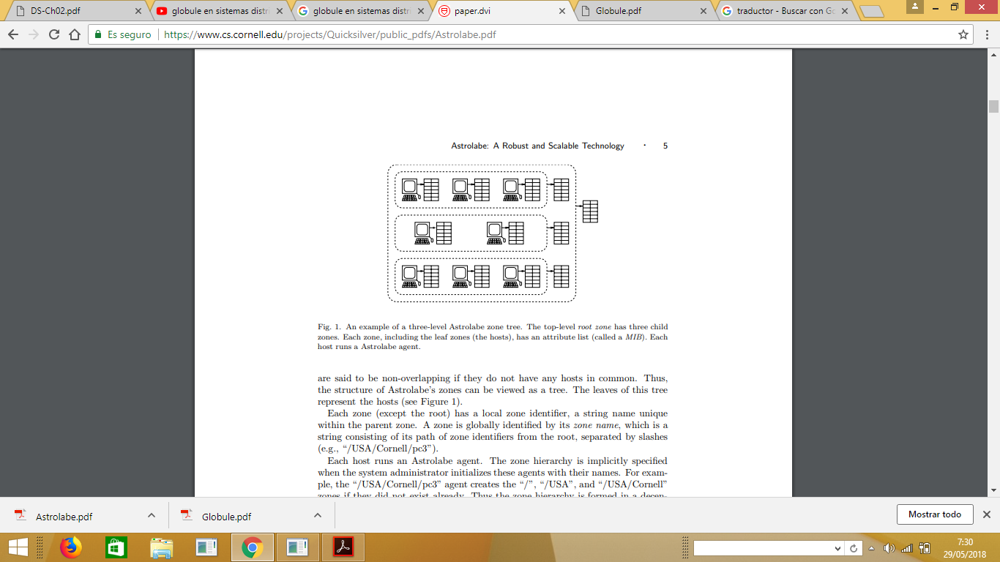 DS-Ch02.pdf
globule en sistemas distri
globule en sistemas distri
paper.dvi
Globule.pdf
traductor - Buscar con Go
Es seguro
https://www.cs.cornell.edu/projects/Quicksilver/public_pdfs/Astrolabe.pdf
Astrolabe: A Robust and Scalable Technology · 5
Fig. 1. An example of a three-level Astrolabe zone tree. The top-level root zone has three child
zones. Each zone, including the leaf zones (the hosts), has an attribute list (called a MIB). Each
host runs a Astrolabe agent.
are said to be non-overlapping if they do not have any hosts in common. Thus,
the structure of Astrolabe's zones can be viewed as a tree. The leaves of this tree
represent the hosts (see Figure 1).
Each zone (except the root) has a local zone identifier, a string name unique
within the parent zone. A zone is globally identified by its zone name, which is a
string consisting of its path of zone identifiers from the root, separated by slashes
(e.g., “/USA/Cornell/pc3”).
Each host runs an Astrolabe agent. The zone hierarchy is implicitly specified
when the system administrator initializes these agents with their names. For exam-
ple, the “/USA/Cornell/pc3” agent creates the “/”, “/USA”, and “/USA/Cornell”
zones if they did not exist already. Thus the zone hierarchy is formed in a decen-
Astrolabe.pdf
Globule.pdf
Mostrar todo
7:30
29/05/2018